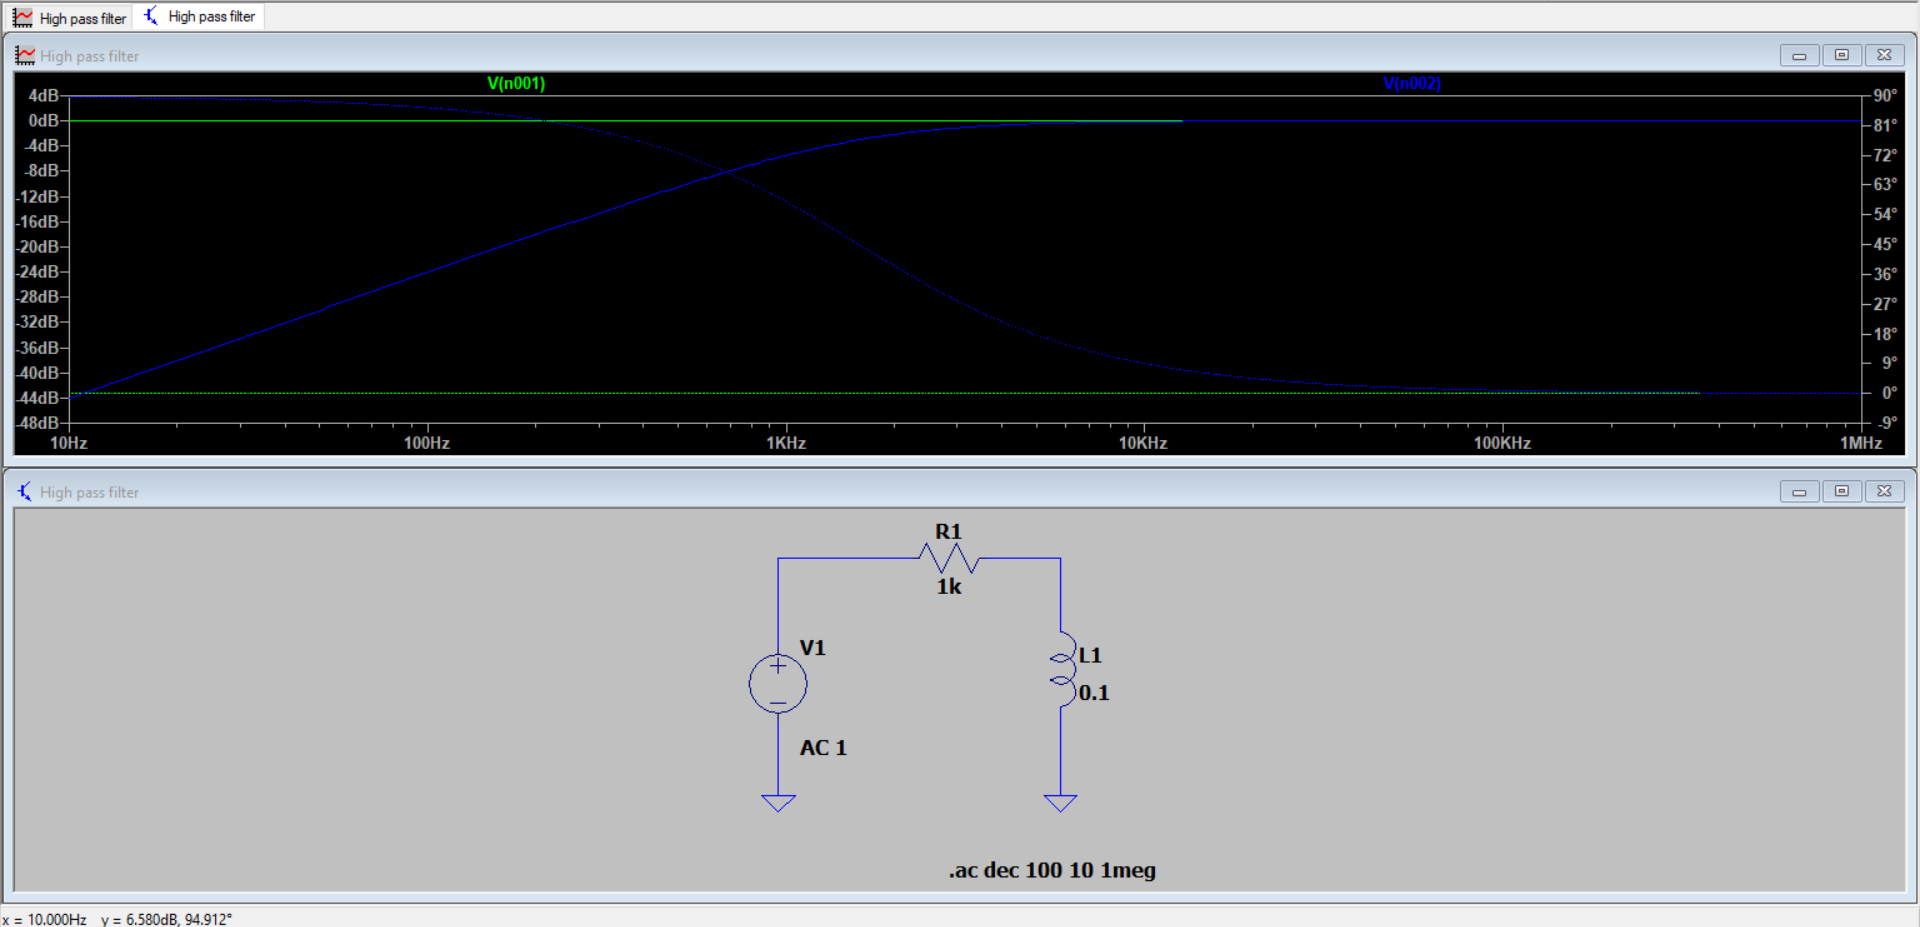 High pass filter High pass filter
High pass filter
V(n001) V(n002)
4dB 90°
0dB 81°
-4dB 72°
-8dB 63°
-12dB 54°
-16dB 45°
-20dB 36°
-24dB 27°
-28dB 18°
-32dB 9°
-36dB 0°
-40dB -9°
-44dB
-48dB
10Hz 100Hz 1KHz 10KHz 100KHz 1MHz
High pass filter
R1
1k
V1
L1
0.1
AC 1
.ac dec 100 10 1meg
x = 10.000Hz y = 6.580dB, 94.912°